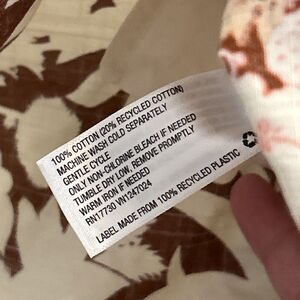 100% COTTON (20% RECYCLED COTTON)
MACHINE WASH COLD SEPARATELY
GENTLE CYCLE
ONLY NON-CHLORINE BLEACH IF NEEDED
TUMBLE DRY LOW, REMOVE PROMPTLY
WARM IRON IF NEEDED
RN17730 VN1247024
LABEL MADE FROM 100% RECYCLED PLASTIC